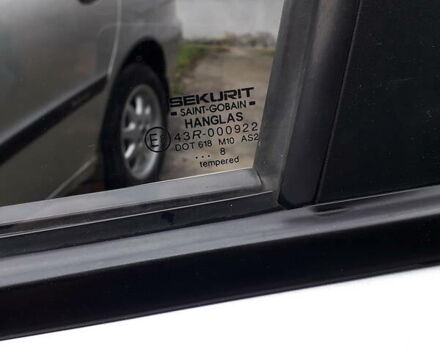 SEKURIT
SAINT-GOBAIN
HANGLAS
43R-000922
DOT 618 M10 AS2
... 8
tempered